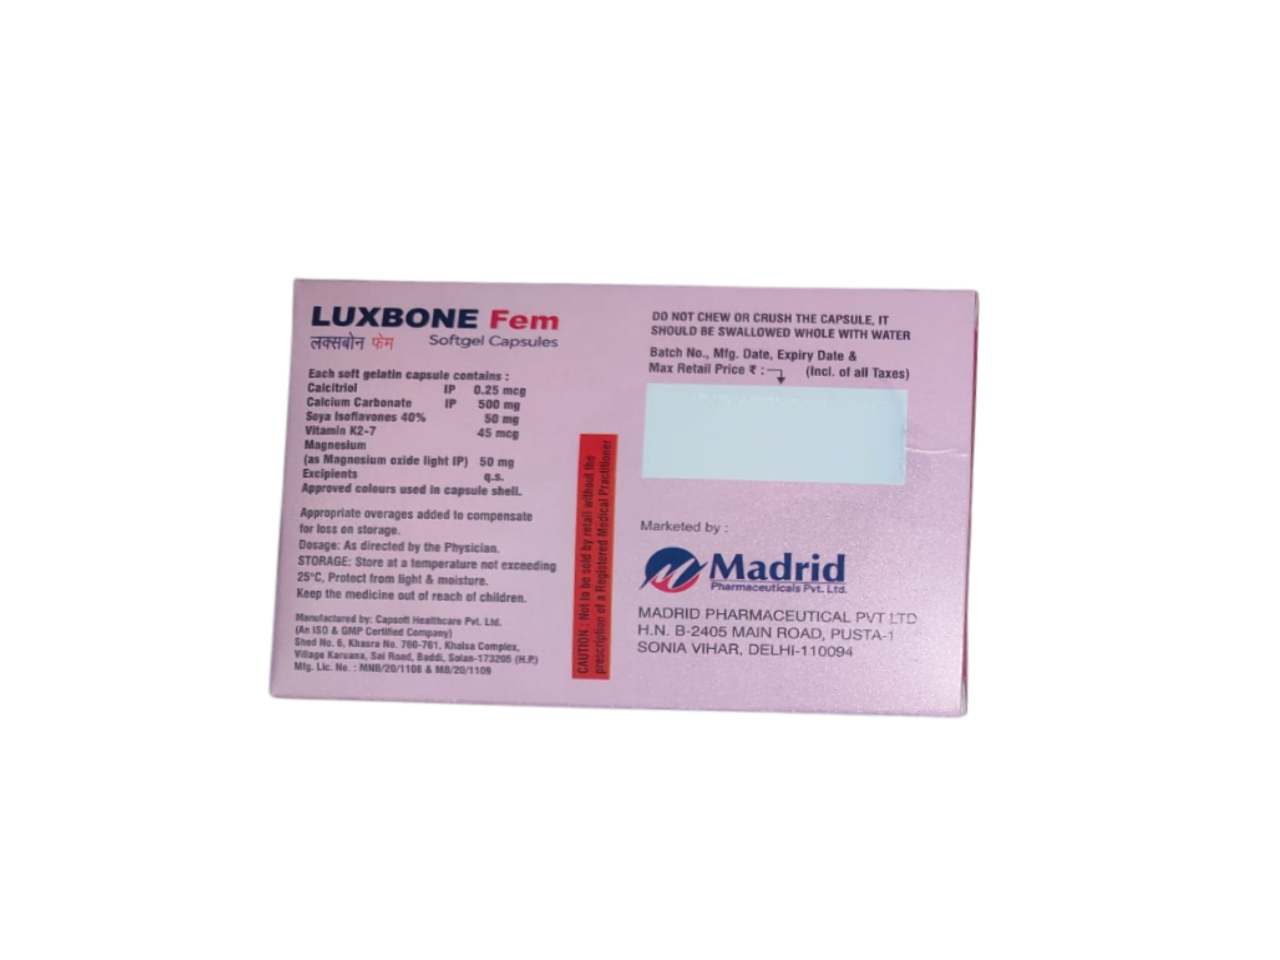 LUXBONE Fem
लक्सबोन फेम Softgel Capsules
Each soft gelatin capsule contains :
Calcitriol IP 0.25 mcg
Calcium Carbonate IP 500 mg
Soya Isoflavones 40% 50 mg
Vitamin K2-7 45 mcg
Magnesium
(as Magnesium oxide light IP) 50 mg
Excipients q.s.
Approved colours used in capsule shell.
Appropriate overages added to compensate
for loss on storage.
Dosage: As directed by the Physician.
STORAGE: Store at a temperature not exceeding
25°C, Protect from light & moisture.
Keep the medicine out of reach of children.
Manufactured by: Capsoft Healthcare Pvt. Ltd.
(An ISO & GMP Certified Company)
Shed No. 6, Khasra No. 760-761, Khalsa Complex,
Village Karuana, Sai Road, Baddi, Solan-173205 (H.P.)
Mfg. Lic. No. : MNB/20/1108 & MB/20/1109
CAUTION : Not to be sold by retail without the
prescription of a Registered Medical Practitioner
DO NOT CHEW OR CRUSH THE CAPSULE, IT
SHOULD BE SWALLOWED WHOLE WITH WATER
Batch No., Mfg. Date, Expiry Date &
Max Retail Price ₹ : (Incl. of all Taxes)
Marketed by :
Madrid
Pharmaceuticals Pvt. Ltd.
MADRID PHARMACEUTICAL PVT LTD
H.N. B-2405 MAIN ROAD, PUSTA-1
SONIA VIHAR, DELHI-110094